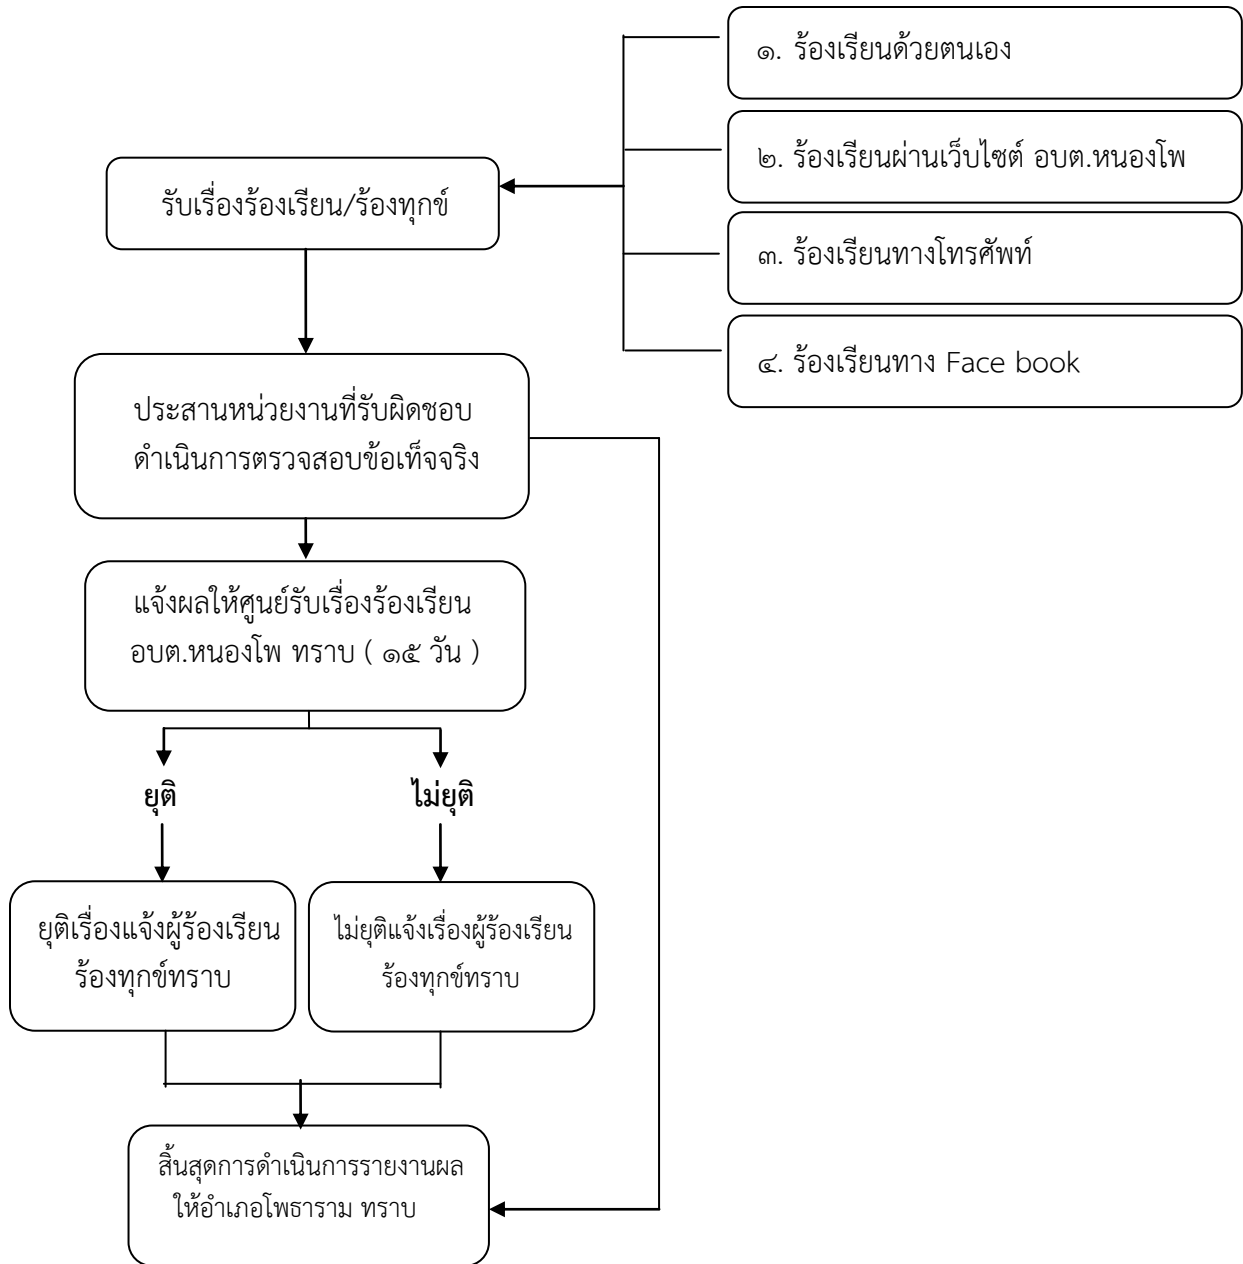 ๑. ร้องเรียนด้วยตนเอง
๒. ร้องเรียนผ่านเว็บไซต์ อบต.หนองโพ
รับเรื่องร้องเรียน/ร้องทุกข์
๓. ร้องเรียนทางโทรศัพท์
๔. ร้องเรียนทาง Face book
ประสานหน่วยงานที่รับผิดชอบ
ดำเนินการตรวจสอบข้อเท็จจริง
แจ้งผลให้ศูนย์รับเรื่องร้องเรียน
อบต.หนองโพ ทราบ ( ๑๕ วัน )
ยุติ
ไม่ยุติ
ยุติเรื่องแจ้งผู้ร้องเรียน
ร้องทุกข์ทราบ
ไม่ยุติแจ้งเรื่องผู้ร้องเรียน
ร้องทุกข์ทราบ
สิ้นสุดการดำเนินการรายงานผล
ให้อำเภอโพธาราม ทราบ